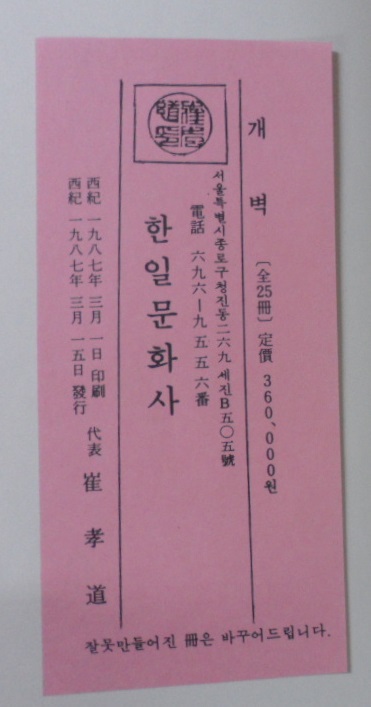 개벽 〔全25冊〕 定價 360,000원
서울특별시종로구청진동二六九 세진B五〇五號
電話 六九六ー九五五六番
한일문화사
西紀 一九八七年 三月 一日 印刷
西紀 一九八七年 三月 一五日 發行
代表 崔孝道
잘못만들어진 冊은 바꾸어드립니다.